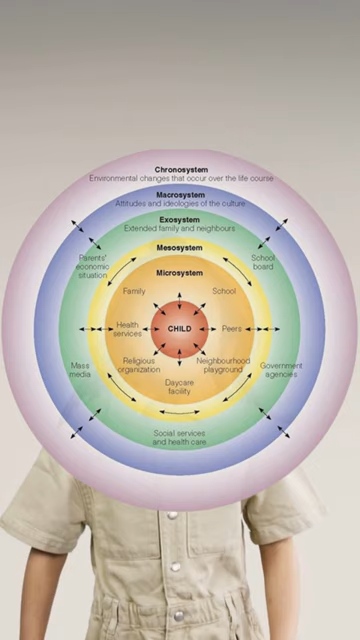 Chronosystem
Environmental changes that occur over the life course
Macrosystem
Attitudes and ideologies of the culture
Exosystem
Extended family and neighbours
Mesosystem
Parents'
economic
situation
School
board
Microsystem
Family
School
Health
services
CHILD
Peers
Religious
organization
Neighbourhood
playground
Mass
media
Government
agencies
Daycare
facility
Social services
and health care